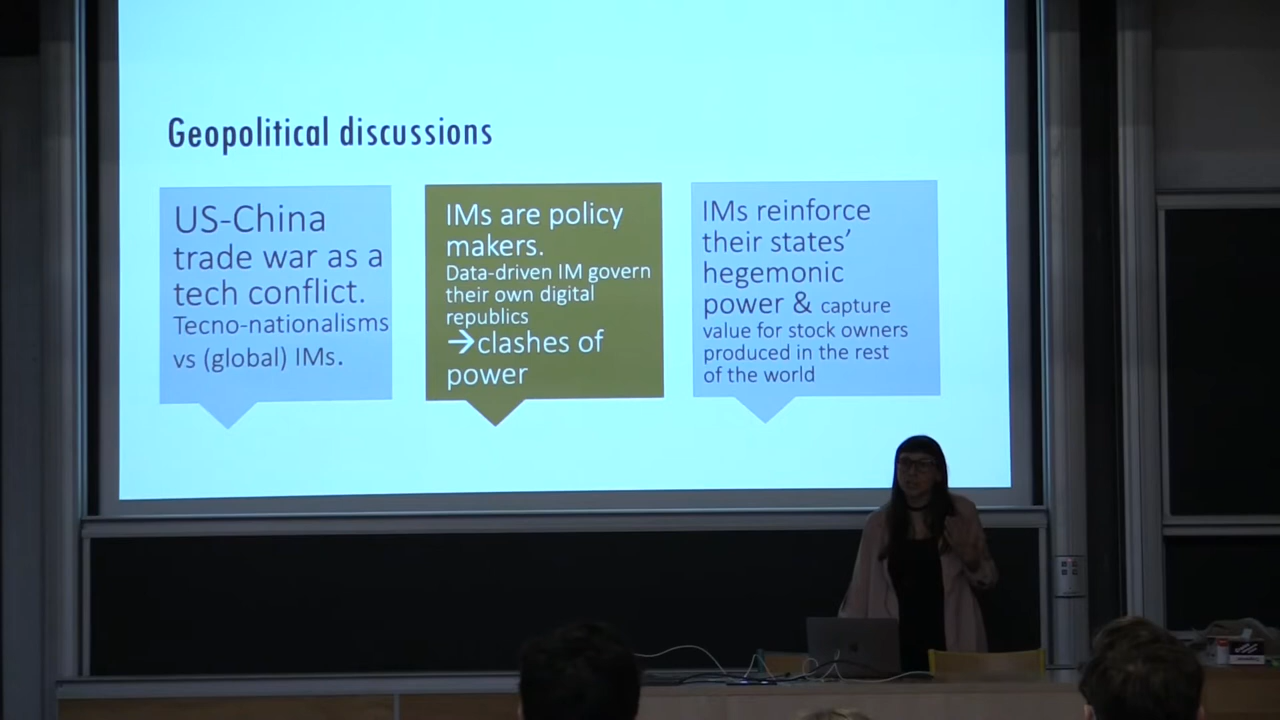 Geopolitical discussions
US-China
trade war as a
tech conflict.
Tecno-nationalisms
vs (global) IMs.
IMs are policy
makers.
Data-driven IM govern
their own digital
republics
→clashes of
power
IMs reinforce
their states’
hegemonic
power & capture
value for stock owners
produced in the rest
of the world